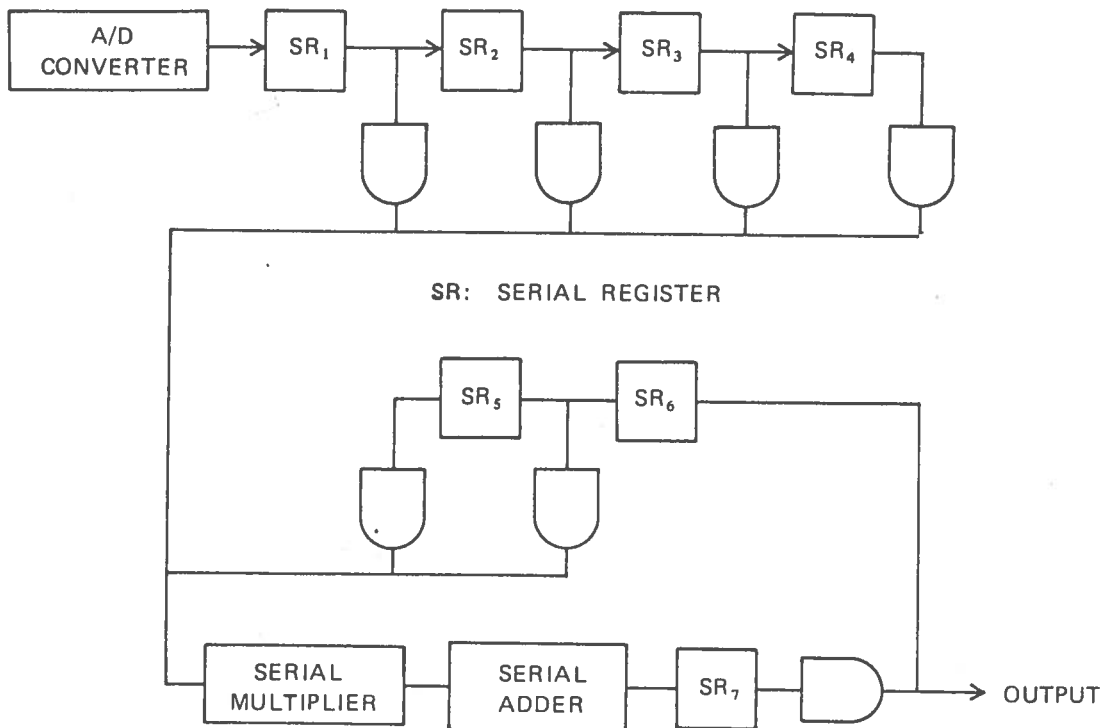 A/D
CONVERTER
SR₁
SR₂
SR₃
SR₄
SR: SERIAL REGISTER
SR₅
SR₆
SERIAL
MULTIPLIER
SERIAL
ADDER
SR₇
OUTPUT